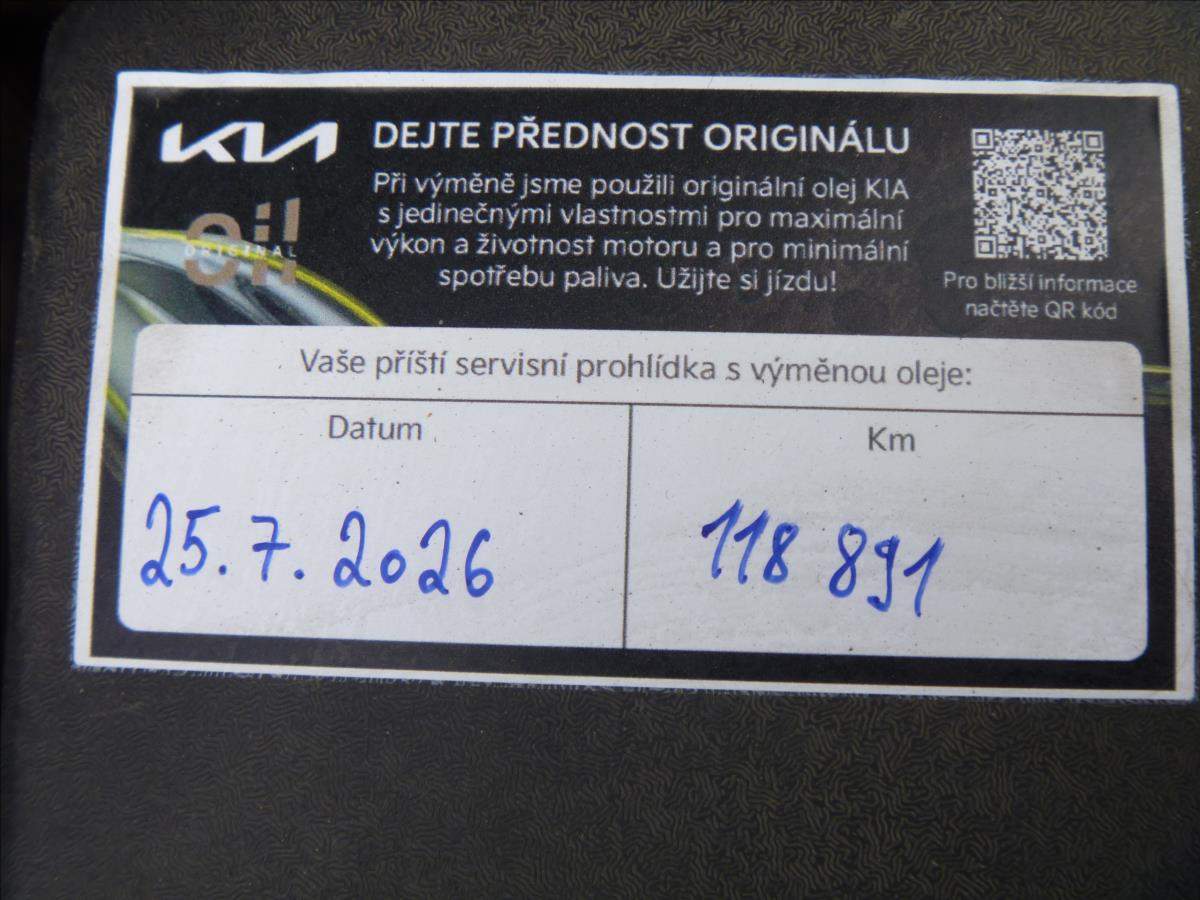 KIA
DEJTE PŘEDNOST ORIGINÁLU
Při výměně jsme použili originální olej KIA
s jedinečnými vlastnostmi pro maximální
výkon a životnost motoru a pro minimální
spotřebu paliva. Užijte si jízdu!
oil
ORIGINAL
Pro bližší informace
načtěte QR kód
Vaše příští servisní prohlídka s výměnou oleje:
Datum
Km
25.7.2026
118 891